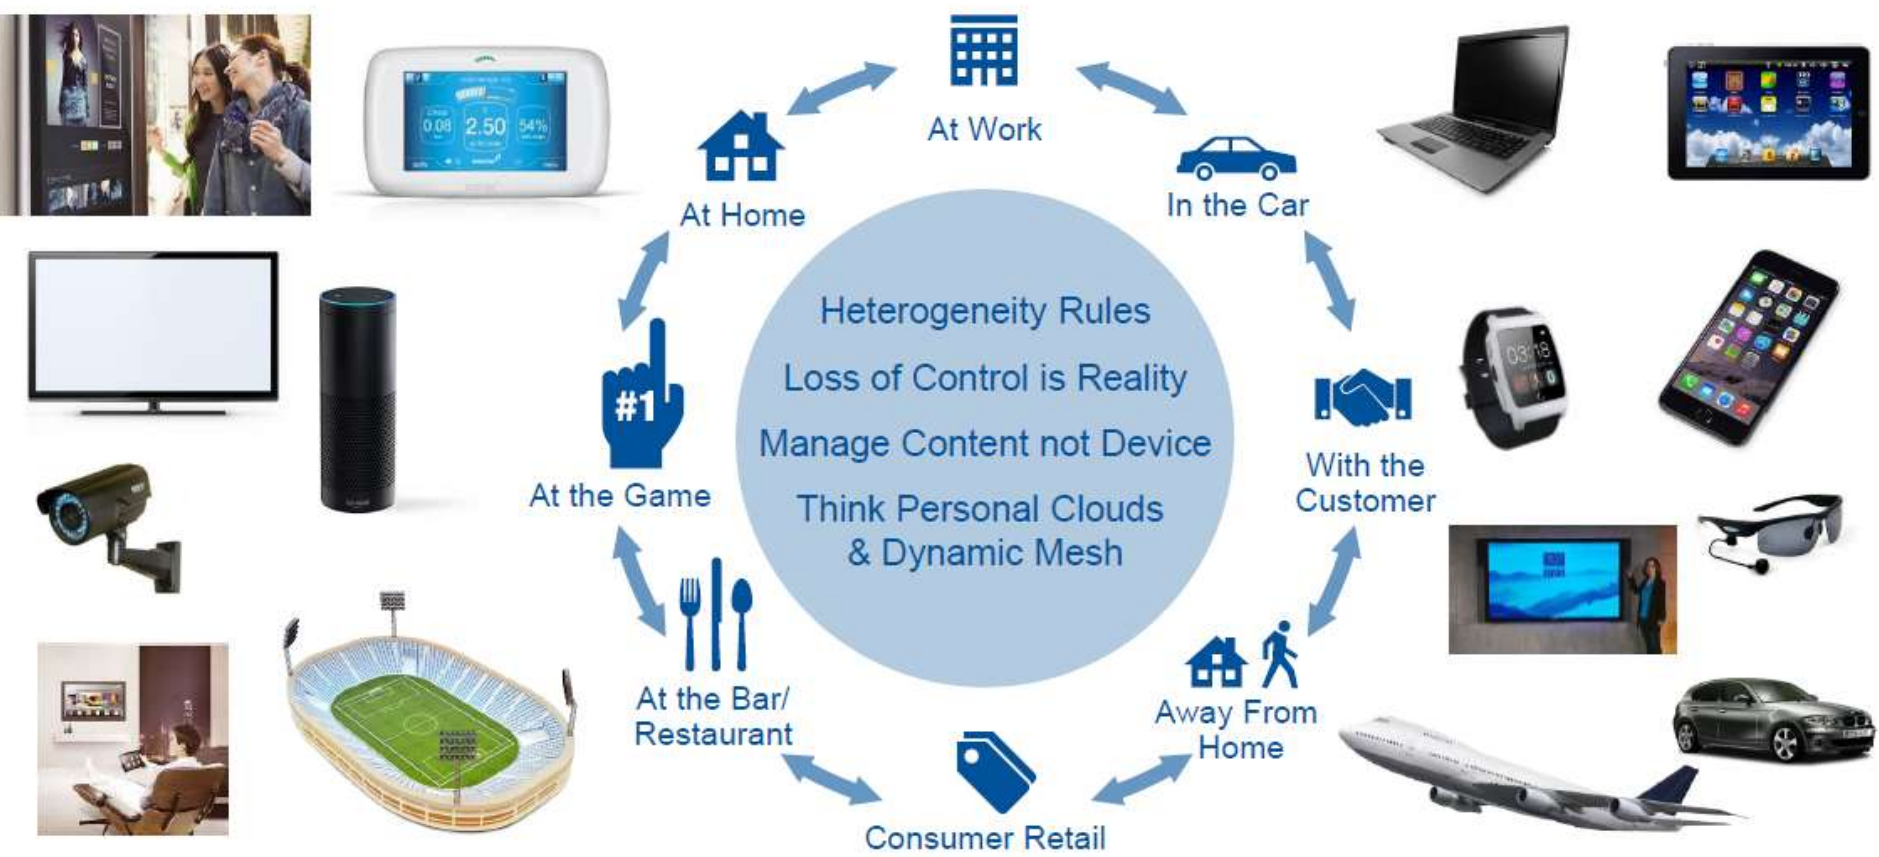 At Work
At Home
In the Car
#1
At the Game
With the
Customer
Heterogeneity Rules
Loss of Control is Reality
Manage Content not Device
Think Personal Clouds
& Dynamic Mesh
At the Bar/
Restaurant
Away From
Home
Consumer Retail
0.08
2.50
54%
03:18